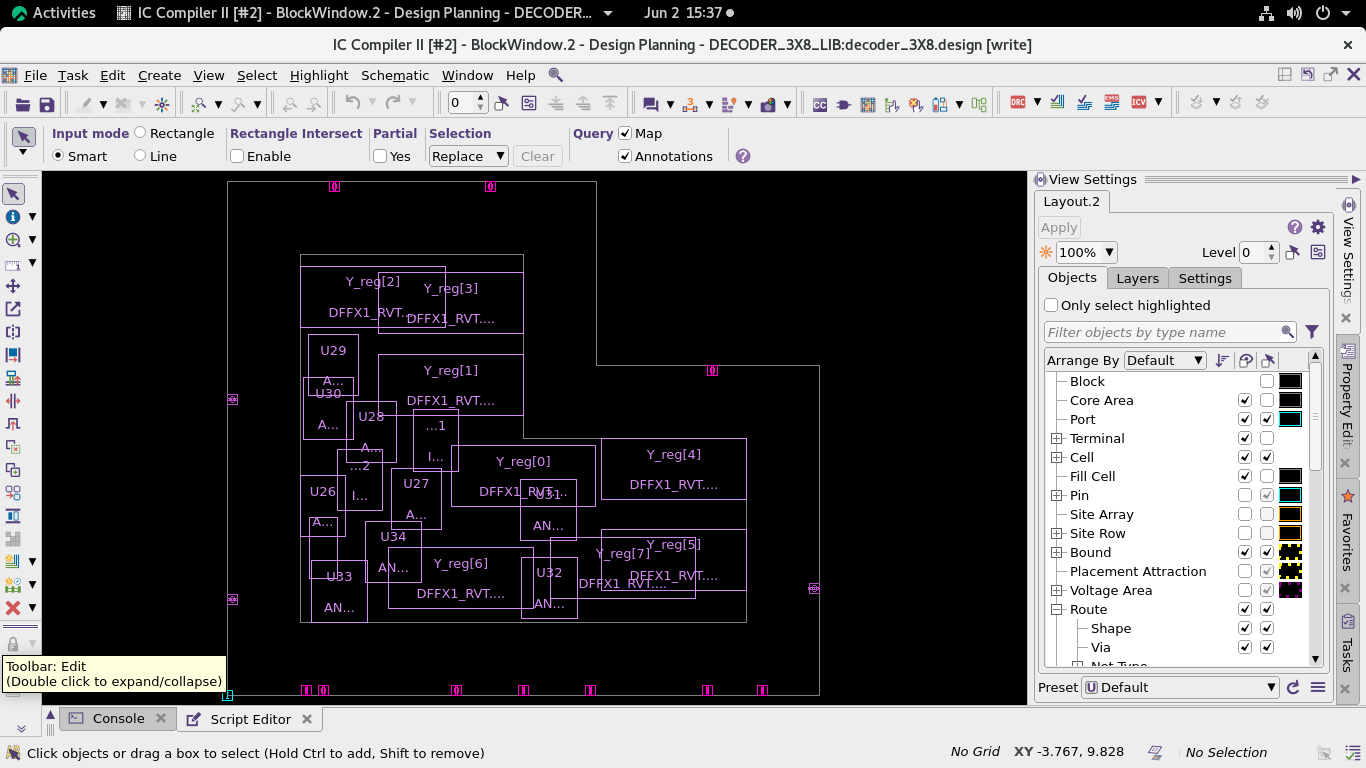 Activities IC Compiler II [#2] - BlockWindow.2 - Design Planning - DECODER... Jun 2 15:37
IC Compiler II [#2] - BlockWindow.2 - Design Planning - DECODER_3X8_LIB:decoder_3X8.design [write]
File Task Edit Create View Select Highlight Schematic Window Help
0 DRC EMS ICV
Input mode Rectangle Rectangle Intersect Partial Selection Query Map
Smart Line Enable Yes Replace Clear Annotations
View Settings
Layout.2
Apply
100% Level 0
Objects Layers Settings
Only select highlighted
Filter objects by type name
Arrange By Default
Block
Core Area
Port
Terminal
Cell
Fill Cell
Pin
Site Array
Site Row
Bound
Placement Attraction
Voltage Area
Route
Shape
Via
Net Type
Preset Default
View Settings
Property Edi
Favorites
Tasks
Y_reg[2]
DFFX1_RVT....
Y_reg[3]
DFFX1_RVT....
U29
A...
U30
A...
Y_reg[1]
DFFX1_RVT....
U28
A...
...1
I...
...2
I...
Y_reg[0]
DFFX1_RVT...
Y_reg[4]
DFFX1_RVT....
U26
A...
U27
A...
U31
AN...
U34
AN...
Y_reg[5]
DFFX1_RVT....
Y_reg[7]
DFFX1_RVT....
Y_reg[6]
DFFX1_RVT....
U32
AN...
U33
AN...
Toolbar: Edit
(Double click to expand/collapse)
Console Script Editor
Click objects or drag a box to select (Hold Ctrl to add, Shift to remove) No Grid XY -3.767, 9.828 No Selection